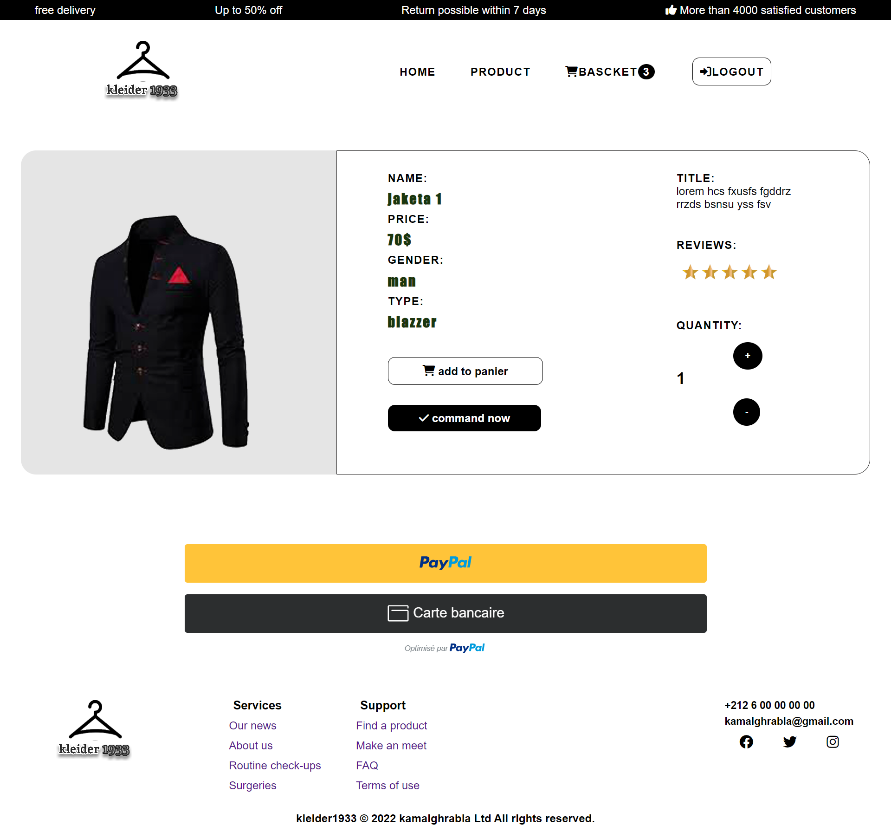 free delivery
Up to 50% off
Return possible within 7 days
More than 4000 satisfied customers
kleider 1933
HOME
PRODUCT
BASCKET 3
LOGOUT
NAME:
jaketa 1
PRICE:
70$
GENDER:
man
TYPE:
blazzer
add to panier
command now
TITLE:
lorem hcs fxusfs fgddrz
rrzds bsnsu yss fsv
REVIEWS:
QUANTITY:
+
1
-
PayPal
Carte bancaire
Optimisé par PayPal
kleider 1933
Services
Our news
About us
Routine check-ups
Surgeries
Support
Find a product
Make an meet
FAQ
Terms of use
+212 6 00 00 00 00
kamalghrabla@gmail.com
kleider1933 © 2022 kamalghrabla Ltd All rights reserved.